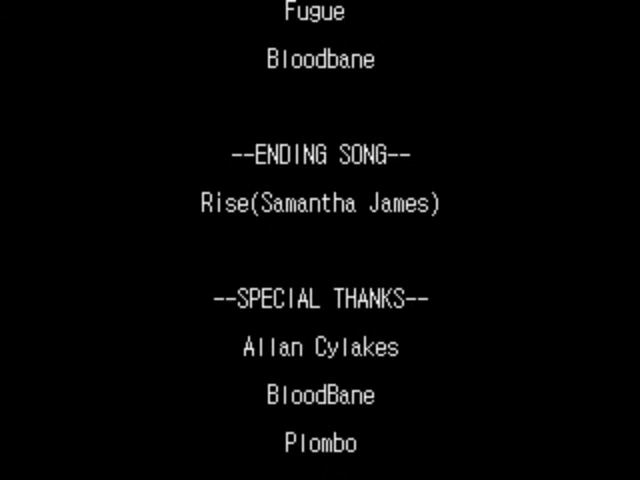 Fugue
Bloodbane
--ENDING SONG--
Rise(Samantha James)
--SPECIAL THANKS--
Allan Cylakes
BloodBane
Plombo